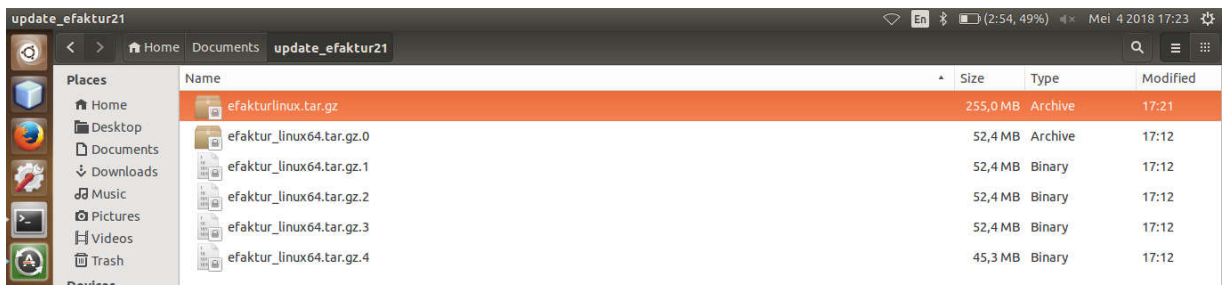 update_efaktur21 En (2:54, 49%) Mei 4 2018 17:23
Home Documents update_efaktur21
Places Name Size Type Modified
Home efakturlinux.tar.gz 255,0 MB Archive 17:21
Desktop efaktur_linux64.tar.gz.0 52,4 MB Archive 17:12
Documents
efaktur_linux64.tar.gz.1 52,4 MB Binary 17:12
Downloads
Music efaktur_linux64.tar.gz.2 52,4 MB Binary 17:12
Pictures
efaktur_linux64.tar.gz.3 52,4 MB Binary 17:12
Videos
Trash efaktur_linux64.tar.gz.4 45,3 MB Binary 17:12
Devices